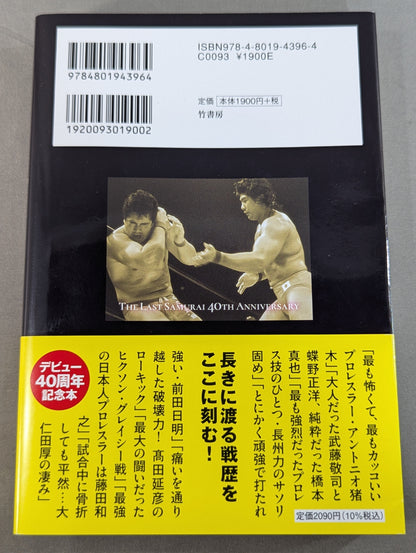 ISBN978-4-8019-4396-4
C0093 ¥1900E
9784801943964
定価 本体1900円+税
竹書房
1920093019002
THE LAST SAMURAI 40TH ANNIVERSARY
デビュー
40周年
記念本
長きに渡る戦歴を
ここに刻む!
「最も怖くて、最もカッコいい
プロレスラー・アントニオ猪
木」「大人だった武藤敬司と
蝶野正洋、純粋だった橋本
真也」「最も強烈だったプロレ
ス技のひとつ・長州力のサソリ
固め」「とにかく頑強で打たれ
強い・前田日明」「痛いを通り
越した破壊力!髙田延彦の
ローキック」「最大の闘いだった
ヒクソン・グレイシー戦」「最強
の日本人プロレスラーは藤田和
之」「試合中に骨折
しても平然…大
仁田厚の凄み」
定価2090円(10%税込)